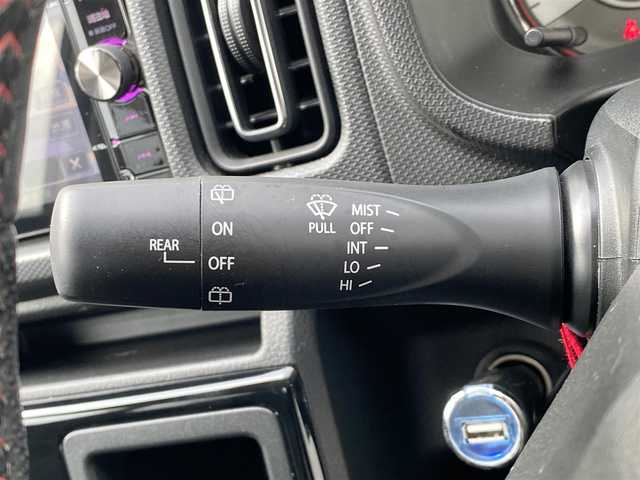 MIST
OFF
INT
LO
HI
PULL
REAR
ON
OFF